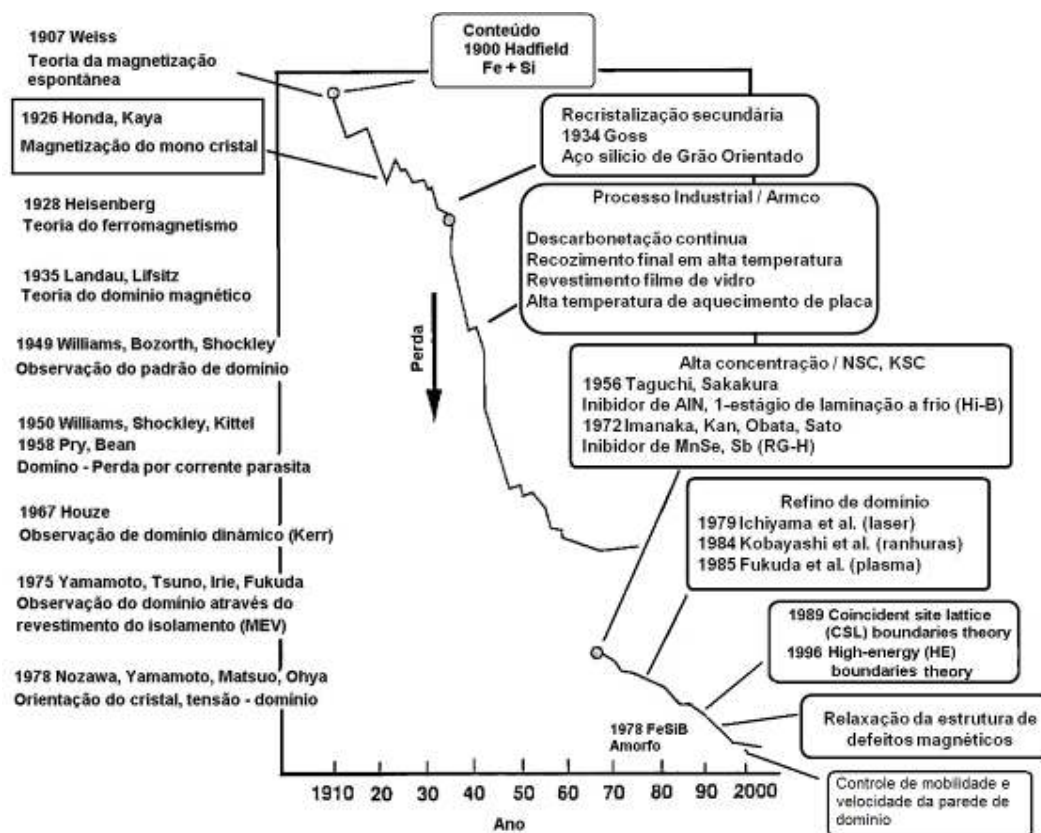 1907 Weiss
Teoria da magnetização
espontânea
1926 Honda, Kaya
Magnetização do mono cristal
1928 Heisenberg
Teoria do ferromagnetismo
1935 Landau, Lifsitz
Teoria do domínio magnético
1949 Williams, Bozorth, Shockley
Observação do padrão de domínio
1950 Williams, Shockley, Kittel
1958 Pry, Bean
Domíno - Perda por corrente parasita
1967 Houze
Observação de domínio dinâmico (Kerr)
1975 Yamamoto, Tsuno, Irie, Fukuda
Observação do domínio através do
revestimento do isolamento (MEV)
1978 Nozawa, Yamamoto, Matsuo, Ohya
Orientação do cristal, tensão - domínio
Conteúdo
1900 Hadfield
Fe + Si
Recristalização secundária
1934 Goss
Aço silício de Grão Orientado
Processo Industrial / Armco
Descarbonetação contínua
Recozimento final em alta temperatura
Revestimento filme de vidro
Alta temperatura de aquecimento de placa
Perda
Alta concentração / NSC, KSC
1956 Taguchi, Sakakura
Inibidor de AlN, 1-estágio de laminação a frio (Hi-B)
1972 Imanaka, Kan, Obata, Sato
Inibidor de MnSe, Sb (RG-H)
Refino de domínio
1979 Ichiyama et al. (laser)
1984 Kobayashi et al. (ranhuras)
1985 Fukuda et al. (plasma)
1989 Coincident site lattice
(CSL) boundaries theory
1996 High-energy (HE)
boundaries theory
Relaxação da estrutura de
defeitos magnéticos
1978 FeSiB
Amorfo
Controle de mobilidade e
velocidade da parede de
domínio
1910 20 30 40 50 60 70 80 90 2000
Ano